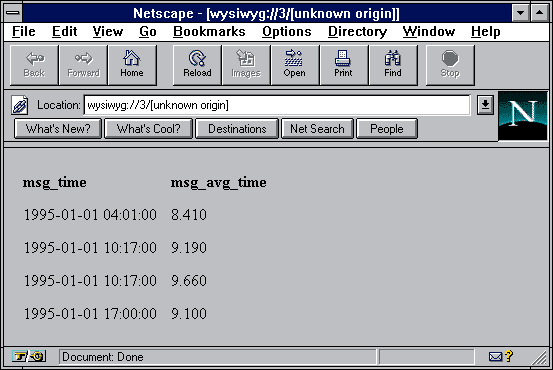 Netscape - [wysiwyg://3/[unknown origin]]
File Edit View Go Bookmarks Options Directory Window Help
Back Forward Home Reload Images Open Print Find Stop
Location: wysiwyg://3/[unknown origin]
N
What's New? What's Cool? Destinations Net Search People
msg_time msg_avg_time
1995-01-01 04:01:00 8.410
1995-01-01 10:17:00 9.190
1995-01-01 10:17:00 9.660
1995-01-01 17:00:00 9.100
Document: Done
?